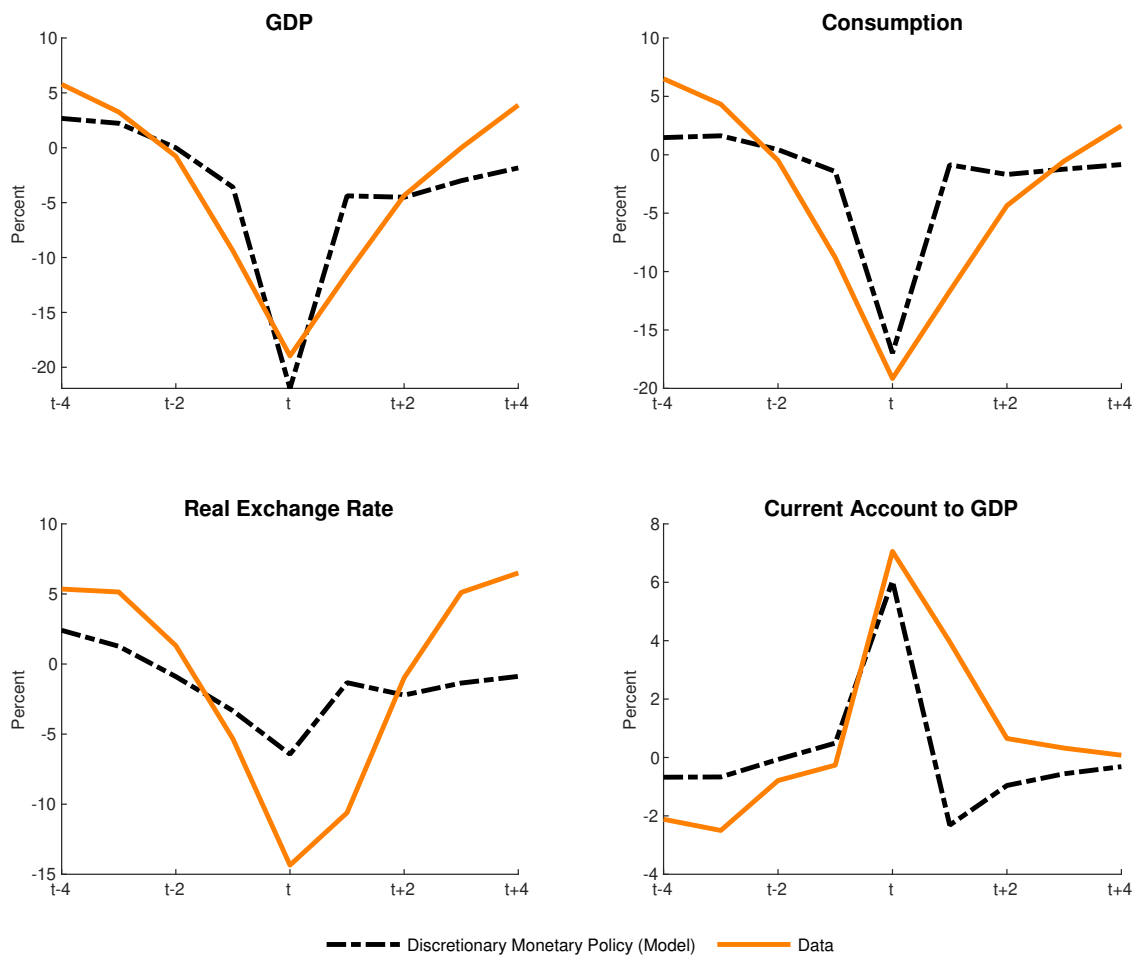 GDP
Percent
10
5
0
-5
-10
-15
-20
t-4
t-2
t
t+2
t+4
Consumption
Percent
10
5
0
-5
-10
-15
-20
t-4
t-2
t
t+2
t+4
Real Exchange Rate
Percent
10
5
0
-5
-10
-15
t-4
t-2
t
t+2
t+4
Current Account to GDP
Percent
8
6
4
2
0
-2
-4
t-4
t-2
t
t+2
t+4
Discretionary Monetary Policy (Model)
Data